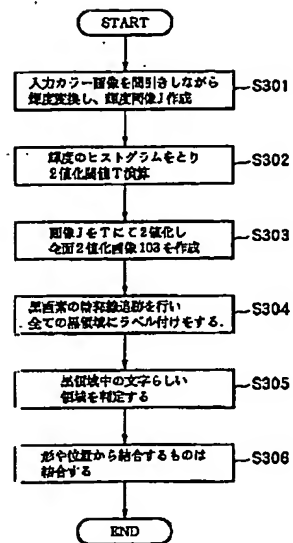 START
入力カラー画像を間引きしながら
輝度変換し、輝度画像J作成
S301
輝度のヒストグラムをとり
2値化閾値T演算
S302
画像JをTにて2値化し
全面2値化画像103を作成
S303
黒画素の輪郭線追跡を行い
全ての黒領域にラベル付けをする.
S304
黒領域中の文字らしい
領域を判定する
S305
形や位置から結合するものは
結合する
S306
END